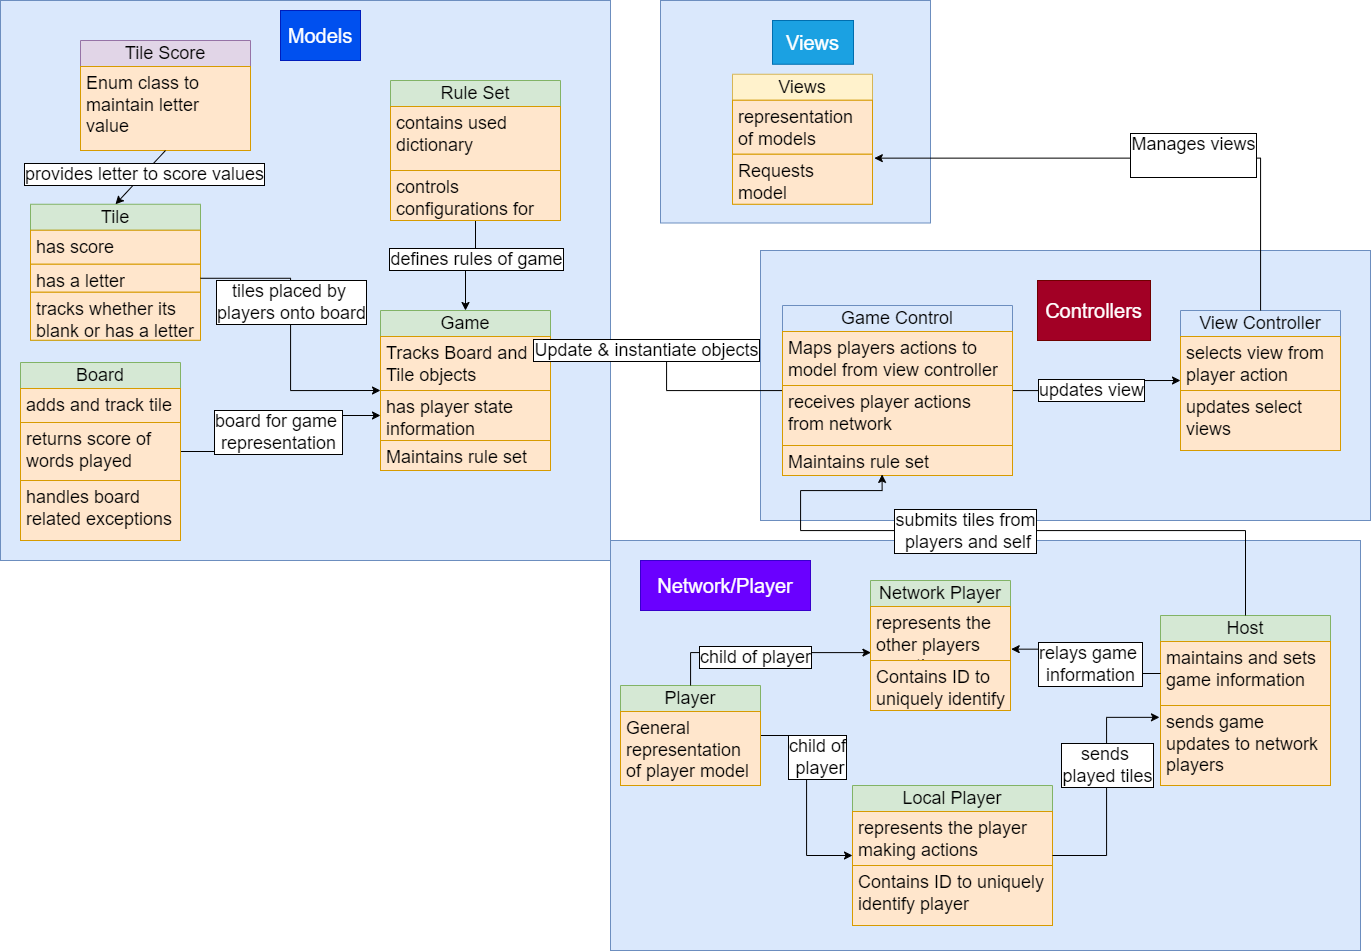 Models
Tile Score
Enum class to
maintain letter
value
provides letter to score values
Tile
has score
has a letter
tracks whether its
blank or has a letter
Rule Set
contains used
dictionary
controls
configurations for
defines rules of game
tiles placed by
players onto board
Board
adds and track tile
returns score of
words played
handles board
related exceptions
board for game
representation
Game
Tracks Board and
Tile objects
has player state
information
Maintains rule set
Update & instantiate objects
Views
Views
representation
of models
Requests
model
Manages views
Controllers
Game Control
Maps players actions to
model from view controller
receives player actions
from network
Maintains rule set
updates view
View Controller
selects view from
player action
updates select
views
submits tiles from
players and self
Network/Player
Network Player
represents the
other players
Contains ID to
uniquely identify
child of player
Player
General
representation
of player model
child of
player
Local Player
represents the player
making actions
Contains ID to uniquely
identify player
relays game
information
sends
played tiles
Host
maintains and sets
game information
sends game
updates to network
players